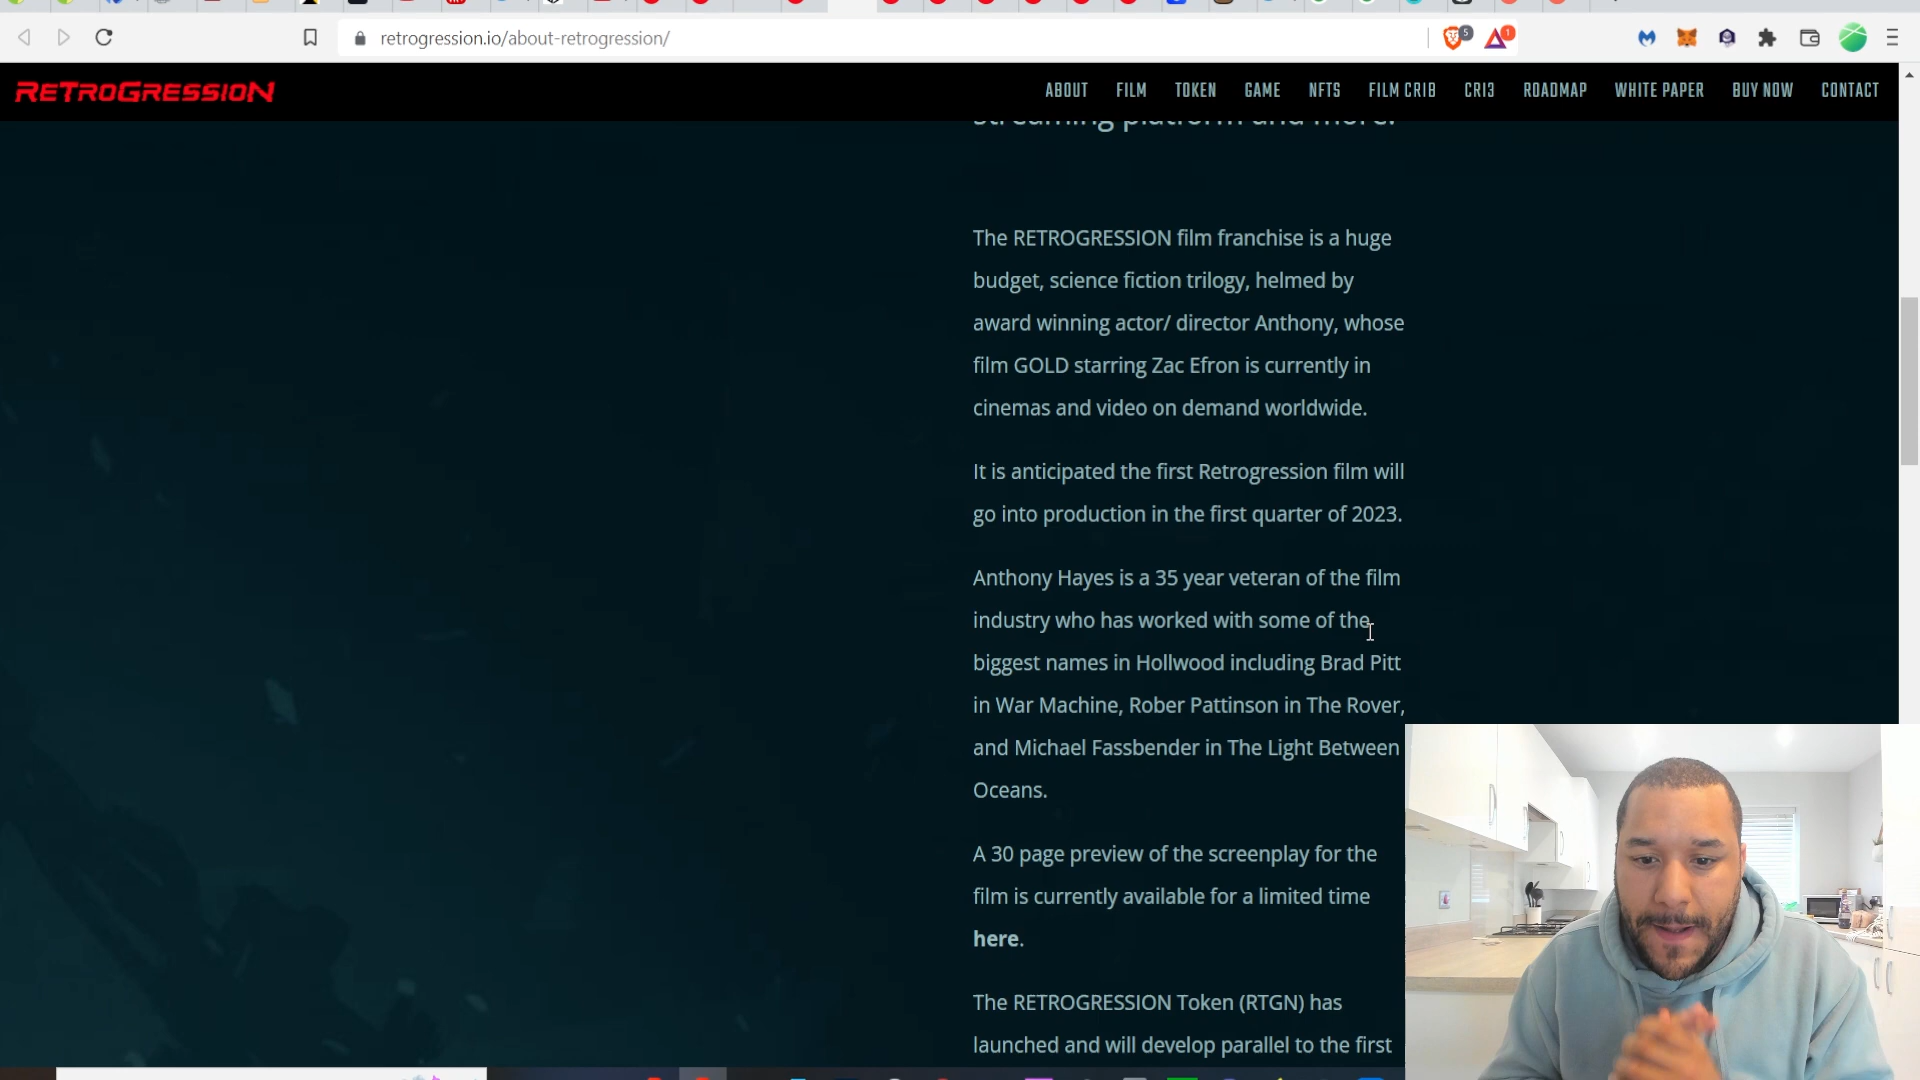 retrogression.io/about-retrogression/
5
1
RETROGRESSION
ABOUT FILM TOKEN GAME NFTS FILM CRIB CRI3 ROADMAP WHITE PAPER BUY NOW CONTACT
streaming platform and more.
The RETROGRESSION film franchise is a huge
budget, science fiction trilogy, helmed by
award winning actor/ director Anthony, whose
film GOLD starring Zac Efron is currently in
cinemas and video on demand worldwide.
It is anticipated the first Retrogression film will
go into production in the first quarter of 2023.
Anthony Hayes is a 35 year veteran of the film
industry who has worked with some of the
biggest names in Hollwood including Brad Pitt
in War Machine, Rober Pattinson in The Rover,
and Michael Fassbender in The Light Between
Oceans.
A 30 page preview of the screenplay for the
film is currently available for a limited time
here.
The RETROGRESSION Token (RTGN) has
launched and will develop parallel to the first